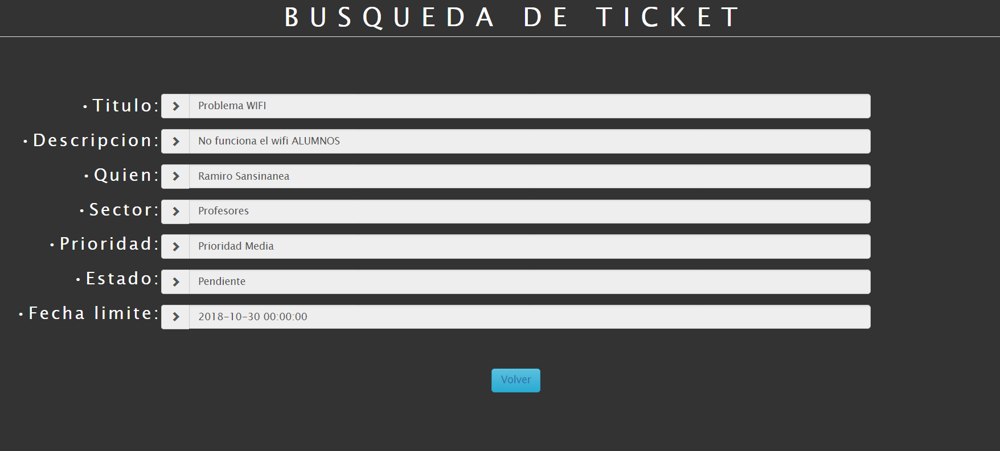 BUSQUEDA DE TICKET
• Titulo: Problema WIFI
• Descripcion: No funciona el wifi ALUMNOS
• Quien: Ramiro Sansinanea
• Sector: Profesores
• Prioridad: Prioridad Media
• Estado: Pendiente
• Fecha limite: 2018-10-30 00:00:00
Volver